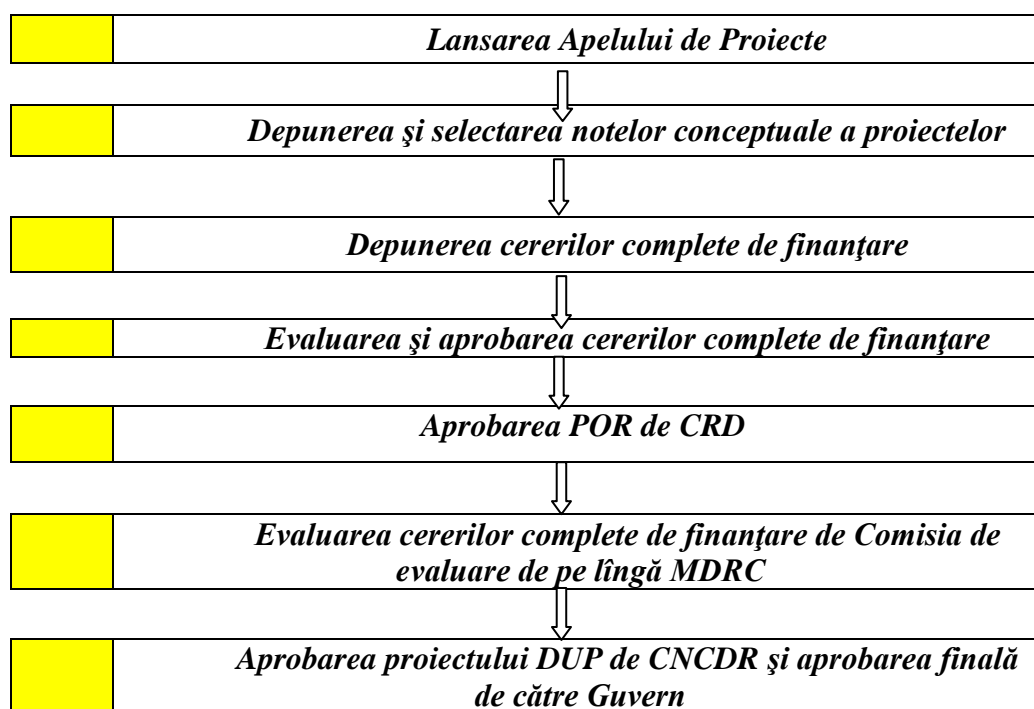 Lansarea Apelului de Proiecte
Depunerea şi selectarea notelor conceptuale a proiectelor
Depunerea cererilor complete de finanţare
Evaluarea şi aprobarea cererilor complete de finanţare
Aprobarea POR de CRD
Evaluarea cererilor complete de finanţare de Comisia de
evaluare de pe lîngă MDRC
Aprobarea proiectului DUP de CNCDR şi aprobarea finală
de către Guvern